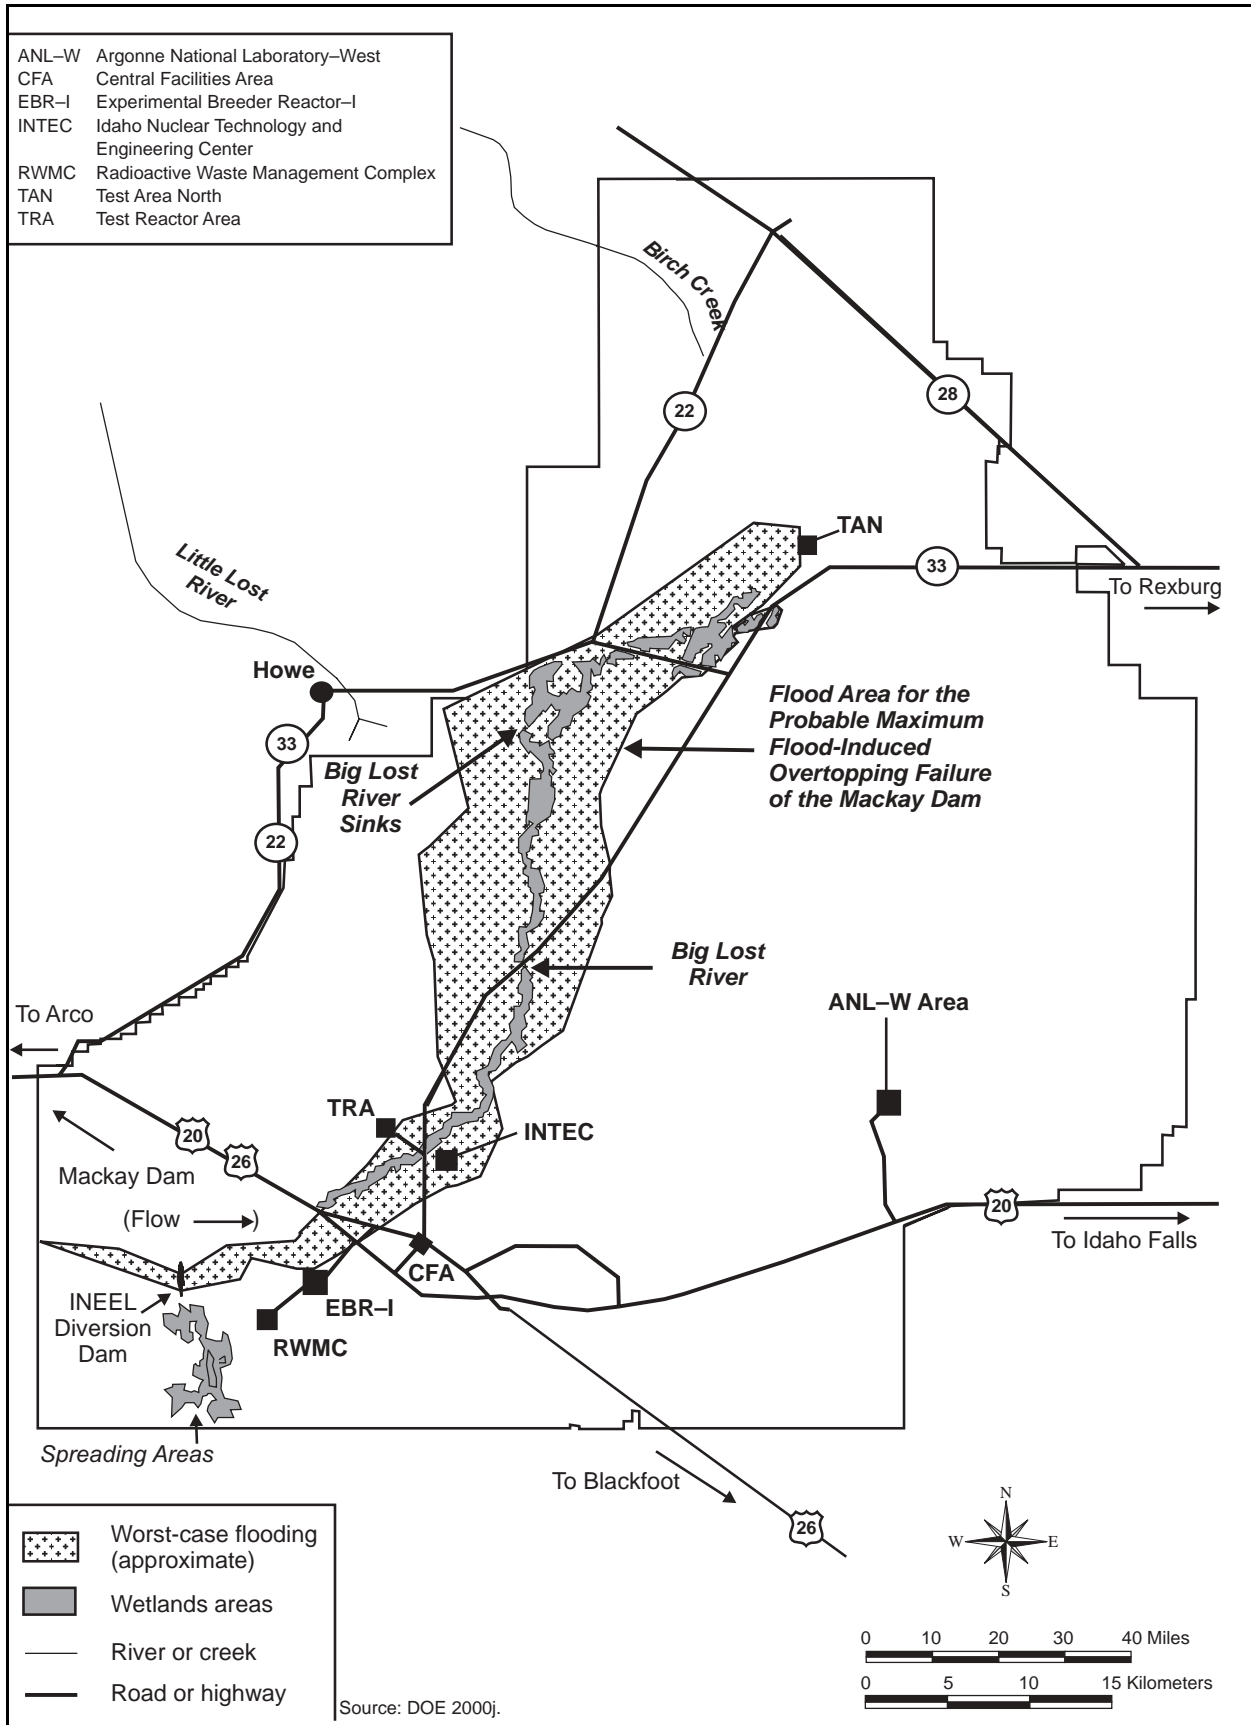 ANL–W Argonne National Laboratory–West
CFA Central Facilities Area
EBR–I Experimental Breeder Reactor–I
INTEC Idaho Nuclear Technology and
Engineering Center
RWMC Radioactive Waste Management Complex
TAN Test Area North
TRA Test Reactor Area
Birch Creek
22
28
Little Lost
River
TAN
33
To Rexburg
Howe
33
Flood Area for the
Probable Maximum
Flood-Induced
Overtopping Failure
of the Mackay Dam
Big Lost
River
Sinks
22
Big Lost
River
To Arco
ANL–W Area
TRA
20
26
INTEC
Mackay Dam
(Flow )
20
To Idaho Falls
CFA
INEEL
Diversion
Dam
EBR–I
RWMC
Spreading Areas
To Blackfoot
26
N
W E
S
Worst-case flooding
(approximate)
Wetlands areas
River or creek
Road or highway
Source: DOE 2000j.
0 10 20 30 40 Miles
0 5 10 15 Kilometers